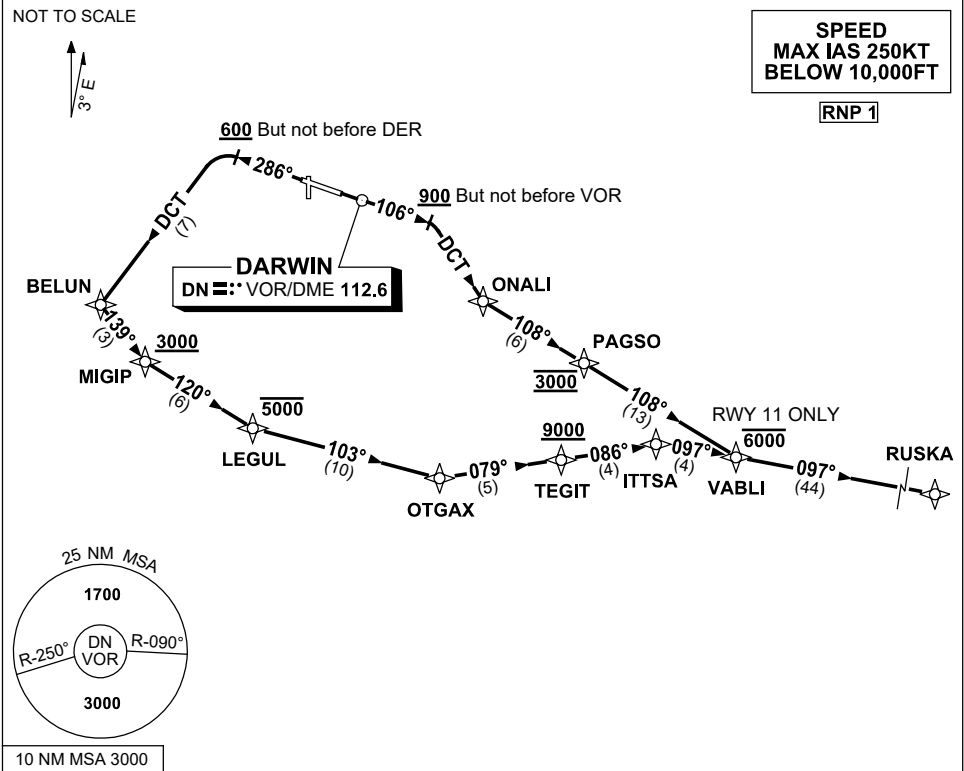 NOT TO SCALE
3° E
SPEED
MAX IAS 250KT
BELOW 10,000FT
RNP 1
600 But not before DER
286°
106°
900 But not before VOR
DCT
(7)
DCT
DARWIN
DN VOR/DME 112.6
BELUN
139°
(3)
3000
MIGIP
120°
(6)
5000
LEGUL
103°
(10)
OTGAX
079°
(5)
9000
TEGIT
086°
(4)
ITTSA
097°
(4)
ONALI
108°
(6)
PAGSO
3000
108°
(13)
RWY 11 ONLY
6000
VABLI
097°
(44)
RUSKA
25 NM MSA
1700
R-250°
DN
VOR
R-090°
3000
10 NM MSA 3000